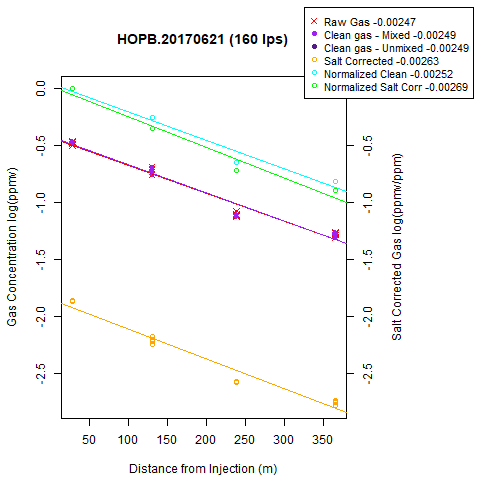 HOPB.20170621 (160 lps)
Raw Gas -0.00247
Clean gas - Mixed -0.00249
Clean gas - Unmixed -0.00249
Salt Corrected -0.00263
Normalized Clean -0.00252
Normalized Salt Corr -0.00269
Gas Concentration log(ppmv)
0.0
-0.5
-1.0
-1.5
-2.0
-2.5
50 100 150 200 250 300 350
Distance from Injection (m)
0.0
-0.5
-1.0
-1.5
-2.0
-2.5
Salt Corrected Gas log(ppmv/ppm)